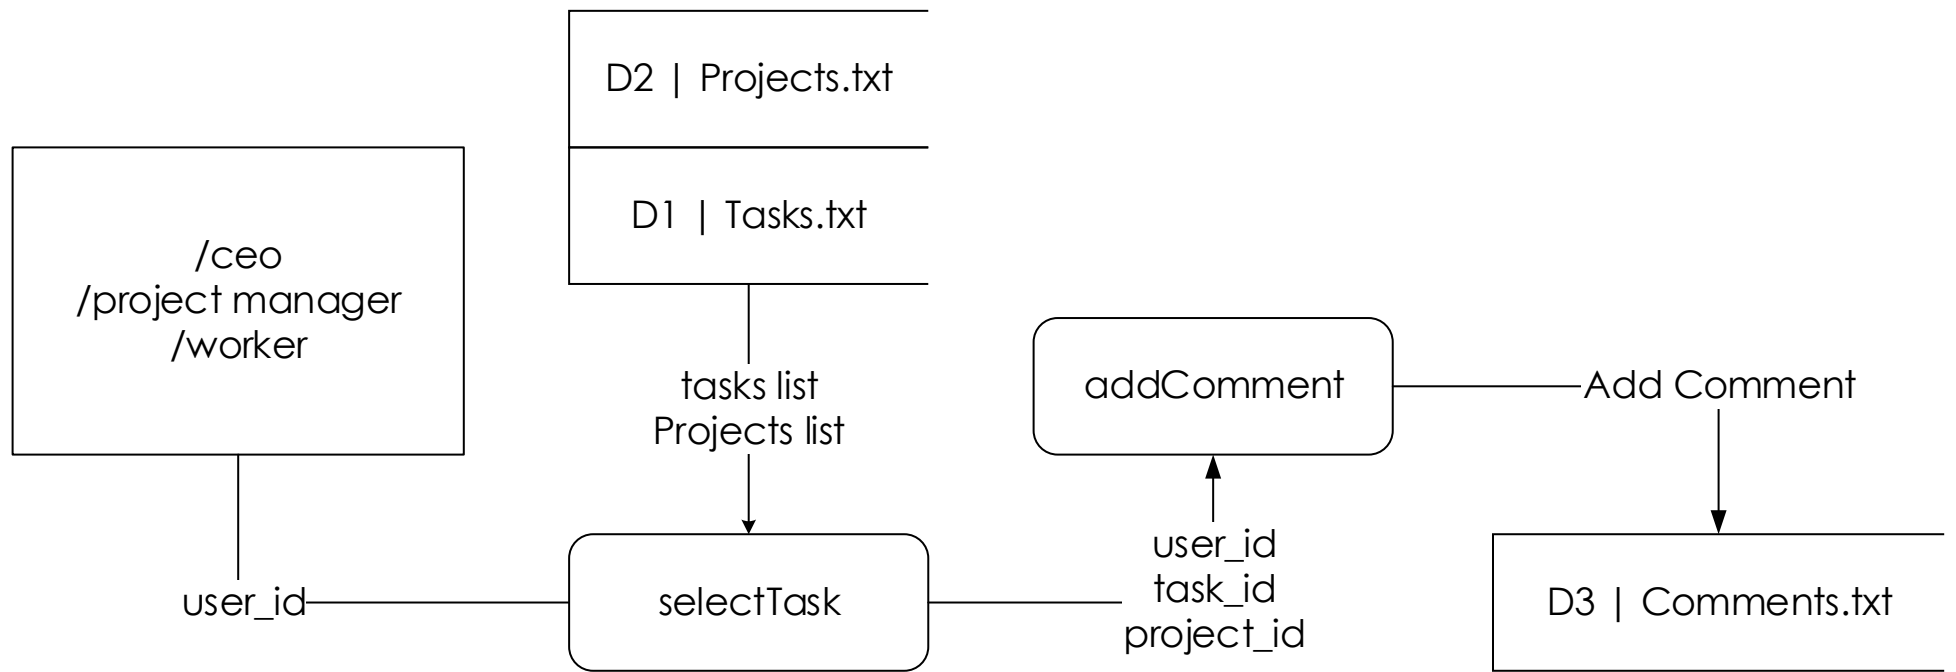 D2 | Projects.txt
D1 | Tasks.txt
/ceo
/project manager
/worker
tasks list
Projects list
addComment
Add Comment
user_id
selectTask
user_id
task_id
project_id
D3 | Comments.txt